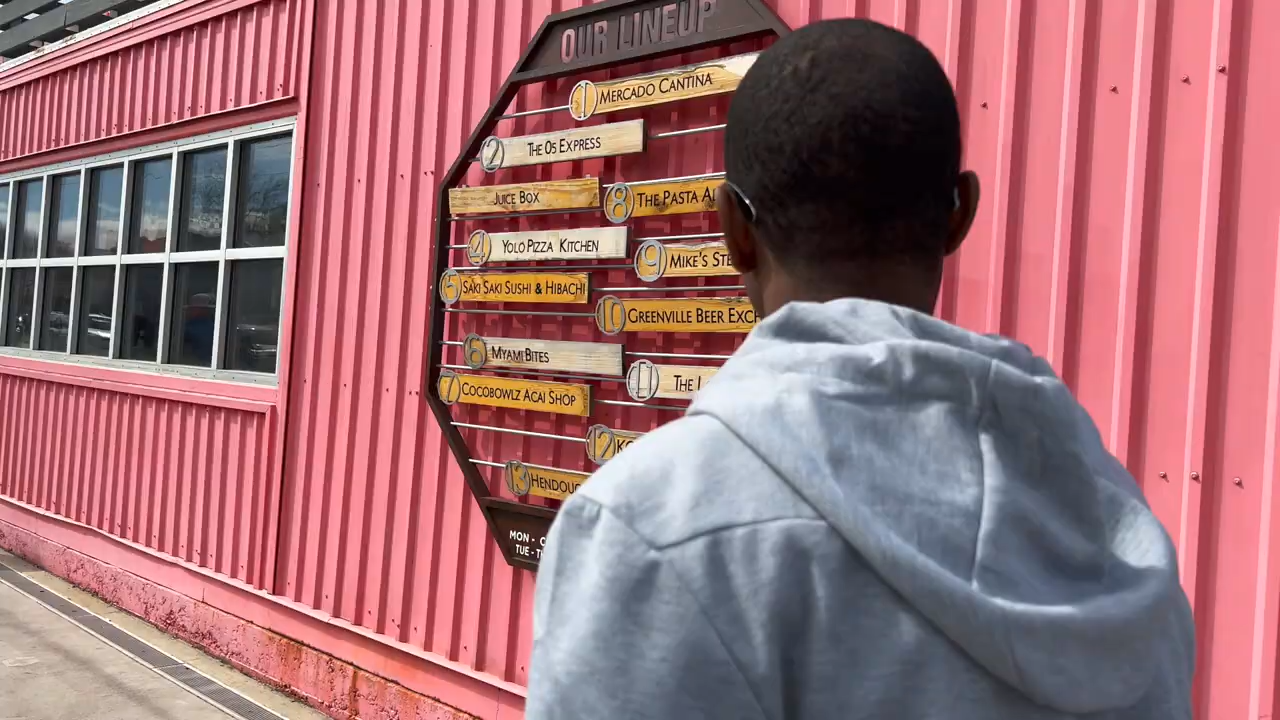 OUR LINEUP
1 MERCADO CANTINA
2 THE 05 EXPRESS
JUICE BOX
4 YOLO PIZZA KITCHEN
5 SAKI SAKI SUSHI & HIBACHI
6 MYAMI BITES
7 COCOBOWLZ ACAI SHOP
8 THE PASTA
9 MIKE'S
10 GREENVILLE BEER
11 THE
12
13
MON -
TUE -